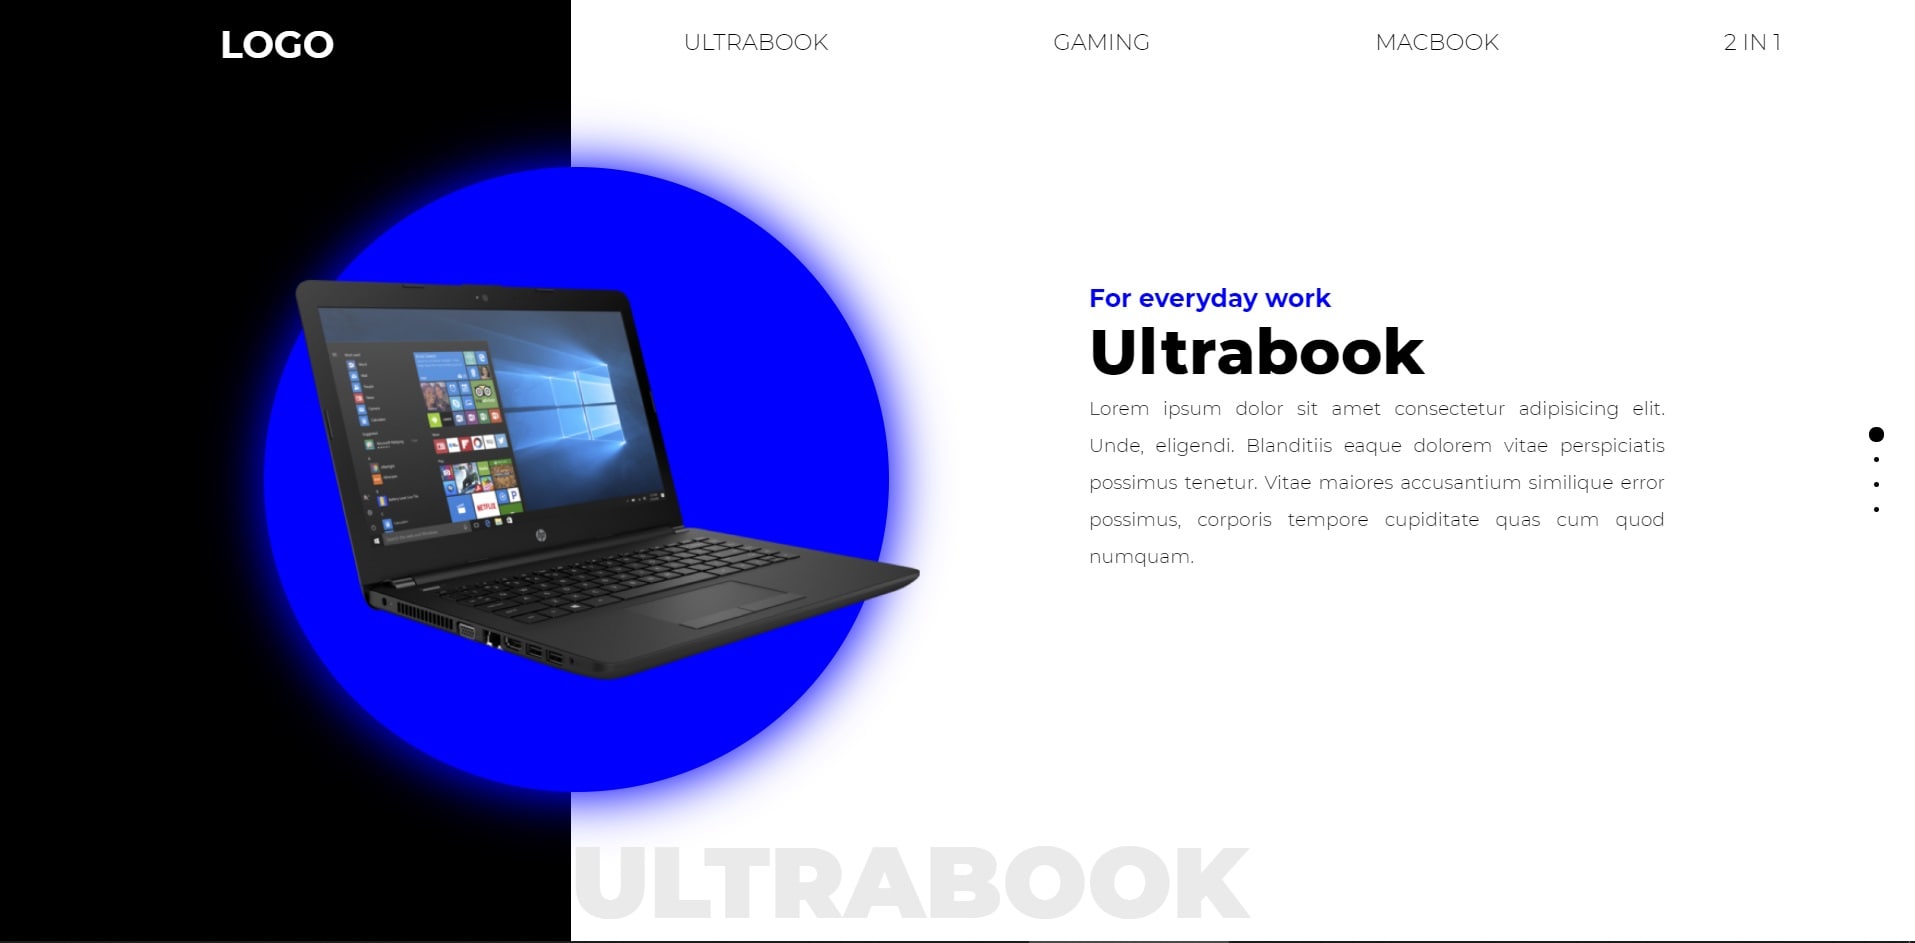 LOGO
ULTRABOOK
GAMING
MACBOOK
2 IN 1
For everyday work
Ultrabook
Lorem ipsum dolor sit amet consectetur adipisicing elit.
Unde, eligendi. Blanditiis eaque dolorem vitae perspiciatis
possimus tenetur. Vitae maiores accusantium similique error
possimus, corporis tempore cupiditate quas cum quod
numquam.
NETFLIX
hp
ULTRABOOK